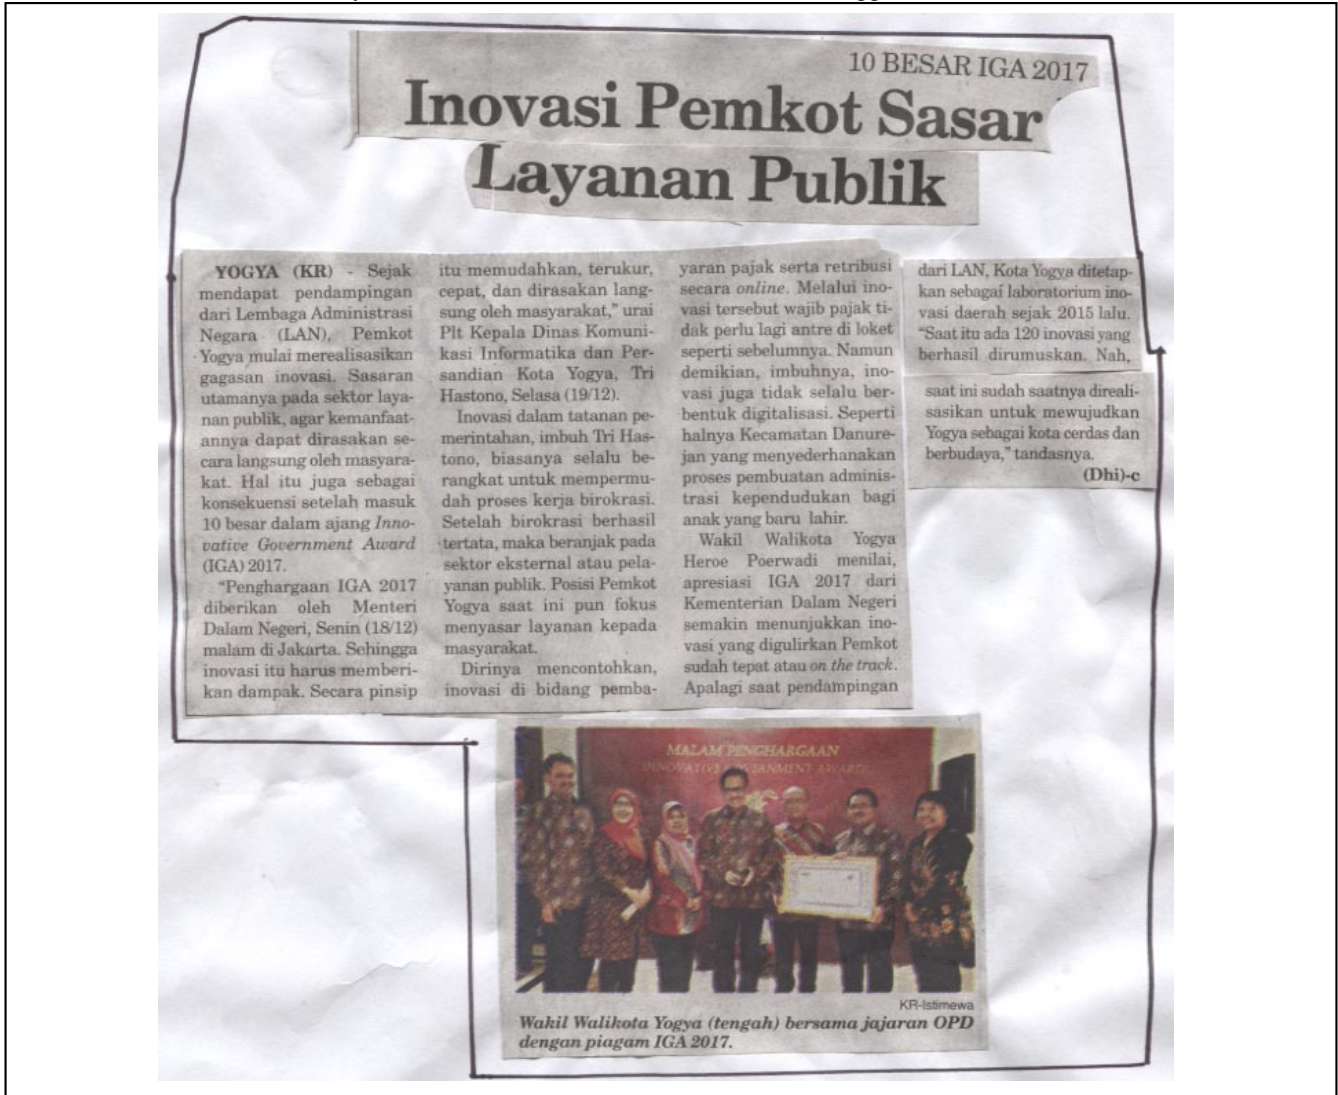 10 BESAR IGA 2017
Inovasi Pemkot Sasar
Layanan Publik
YOGYA (KR) - Sejak
mendapat pendampingan
dari Lembaga Administrasi
Negara (LAN), Pemkot
Yogya mulai merealisasikan
gagasan inovasi. Sasaran
utamanya pada sektor laya-
nan publik, agar kemanfaat-
annya dapat dirasakan se-
cara langsung oleh masyara-
kat. Hal itu juga sebagai
konsekuensi setelah masuk
10 besar dalam ajang Inno-
vative Government Award
(IGA) 2017.
"Penghargaan IGA 2017
diberikan oleh Menteri
Dalam Negeri, Senin (18/12)
malam di Jakarta. Sehingga
inovasi itu harus memberi-
kan dampak. Secara pinsip
itu memudahkan, terukur,
cepat, dan dirasakan lang-
sung oleh masyarakat," urai
Plt Kepala Dinas Komuni-
kasi Informatika dan Per-
sandian Kota Yogya, Tri
Hastono, Selasa (19/12).
Inovasi dalam tatanan pe-
merintahan, imbuh Tri Has-
tono, biasanya selalu be-
rangkat untuk mempermu-
dah proses kerja birokrasi.
Setelah birokrasi berhasil
tertata, maka beranjak pada
sektor eksternal atau pela-
yanan publik. Posisi Pemkot
Yogya saat ini pun fokus
menyasar layanan kepada
masyarakat.
Dirinya mencontohkan,
inovasi di bidang pemba-
yaran pajak serta retribusi
secara online. Melalui ino-
vasi tersebut wajib pajak ti-
dak perlu lagi antre di loket
seperti sebelumnya. Namun
demikian, imbuhnya, ino-
vasi juga tidak selalu ber-
bentuk digitalisasi. Seperti
halnya Kecamatan Danure-
jan yang menyederhanakan
proses pembuatan adminis-
trasi kependudukan bagi
anak yang baru lahir.
Wakil Walikota Yogya
Heroe Poerwadi menilai,
apresiasi IGA 2017 dari
Kementerian Dalam Negeri
semakin menunjukkan ino-
vasi yang digulirkan Pemkot
sudah tepat atau on the track.
Apalagi saat pendampingan
dari LAN, Kota Yogya ditetap-
kan sebagai laboratorium ino-
vasi daerah sejak 2015 lalu.
"Saat itu ada 120 inovasi yang
berhasil dirumuskan. Nah,
saat ini sudah saatnya direali-
sasikan untuk mewujudkan
Yogya sebagai kota cerdas dan
berbudaya," tandasnya.
(Dhi)-c
MALAM PENGHARGAAN
INNOVATIVE GOVERNMENT AWARD
KR-Istimewa
Wakil Walikota Yogya (tengah) bersama jajaran OPD
dengan piagam IGA 2017.